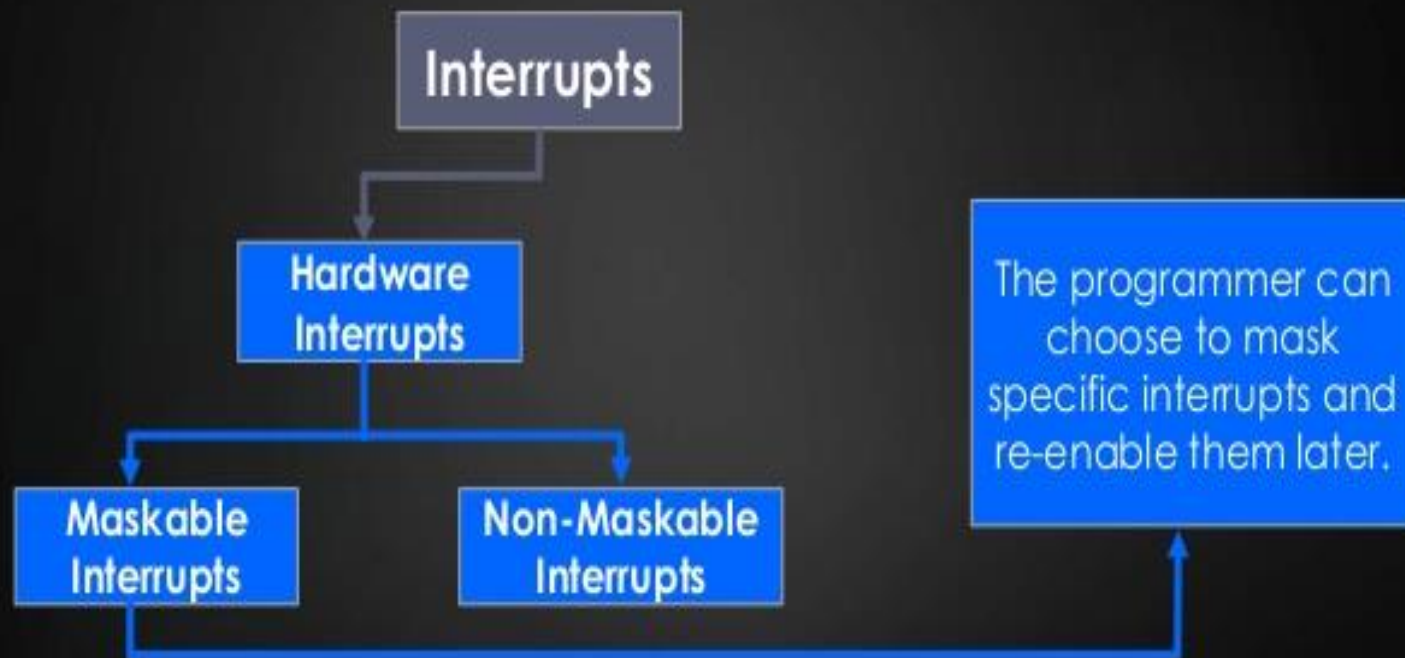 Interrupts
Hardware
Interrupts
Maskable
Interrupts
Non-Maskable
Interrupts
The programmer can
choose to mask
specific interrupts and
re-enable them later.